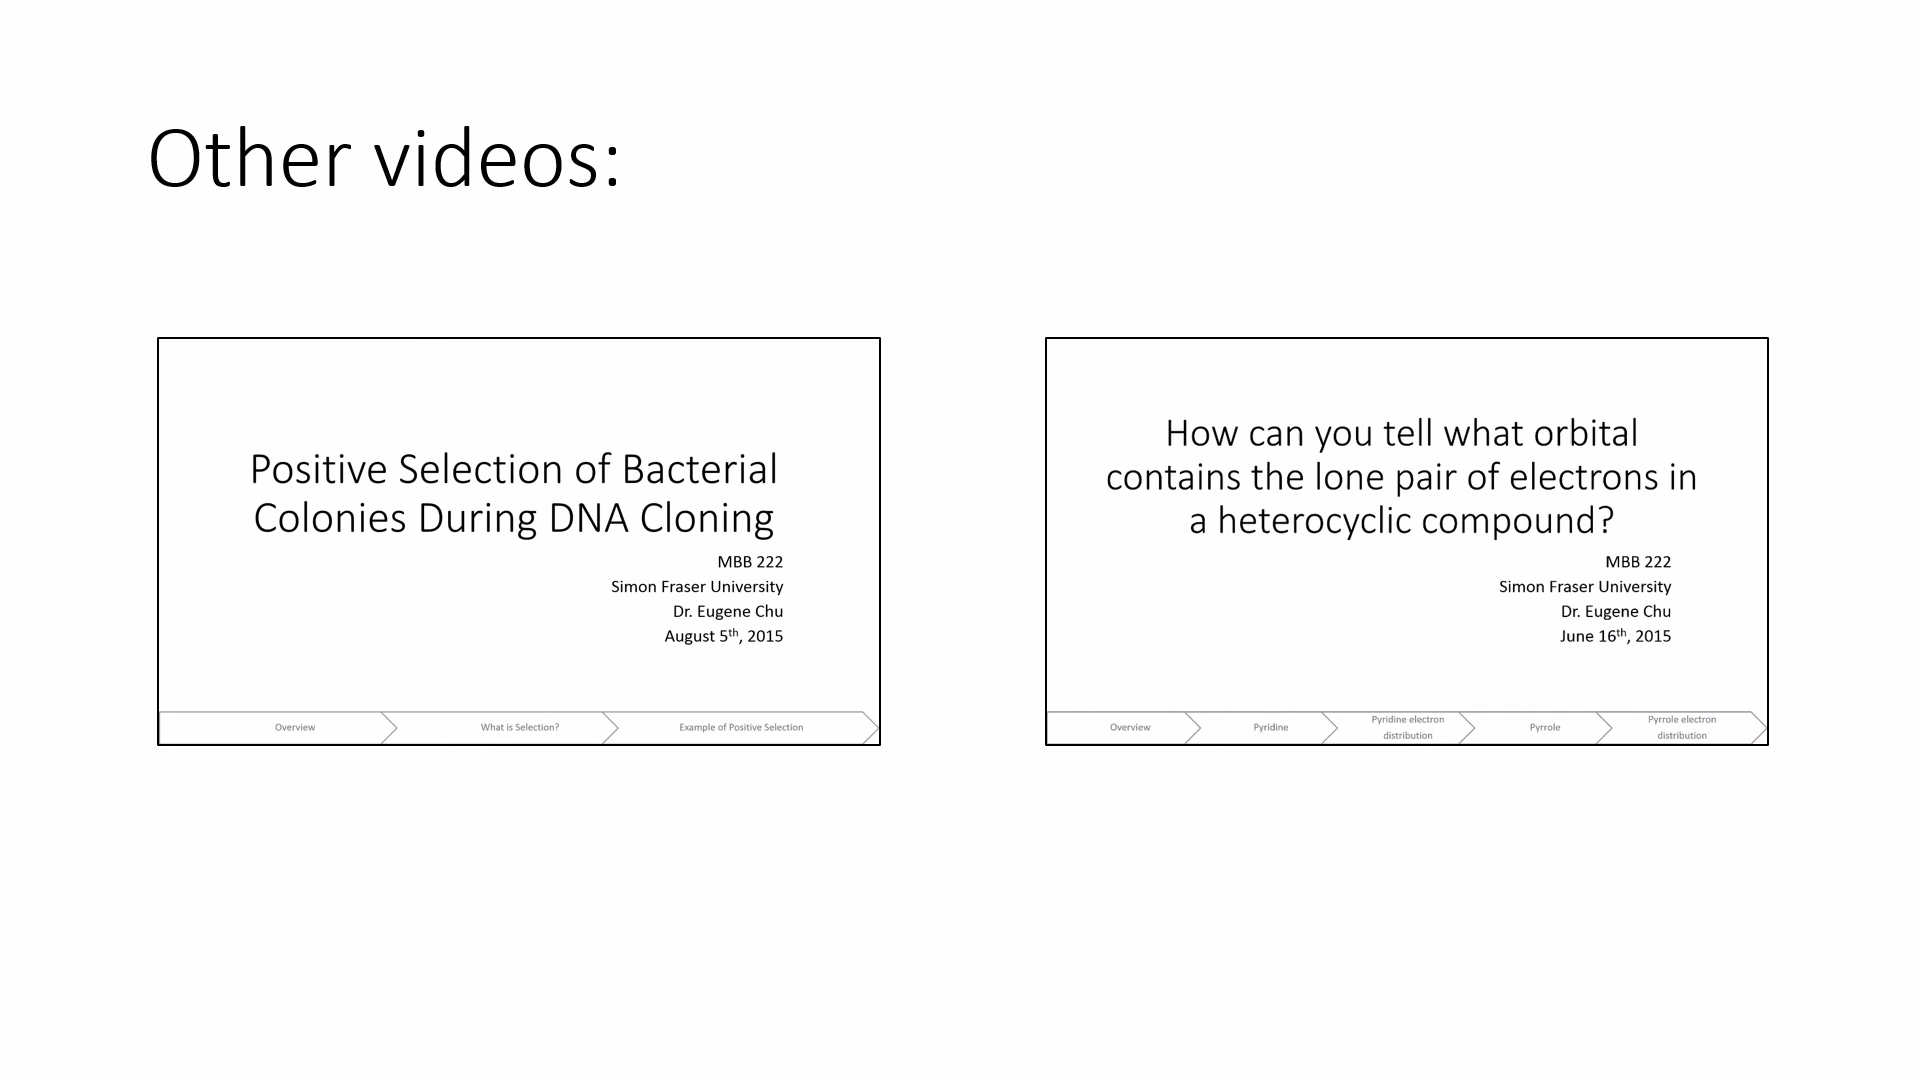 Other videos:
Positive Selection of Bacterial
Colonies During DNA Cloning
MBB 222
Simon Fraser University
Dr. Eugene Chu
August 5th, 2015
Overview
What is Selection?
Example of Positive Selection
How can you tell what orbital
contains the lone pair of electrons in
a heterocyclic compound?
MBB 222
Simon Fraser University
Dr. Eugene Chu
June 16th, 2015
Overview
Pyridine
Pyridine electron
distribution
Pyrrole
Pyrrole electron
distribution